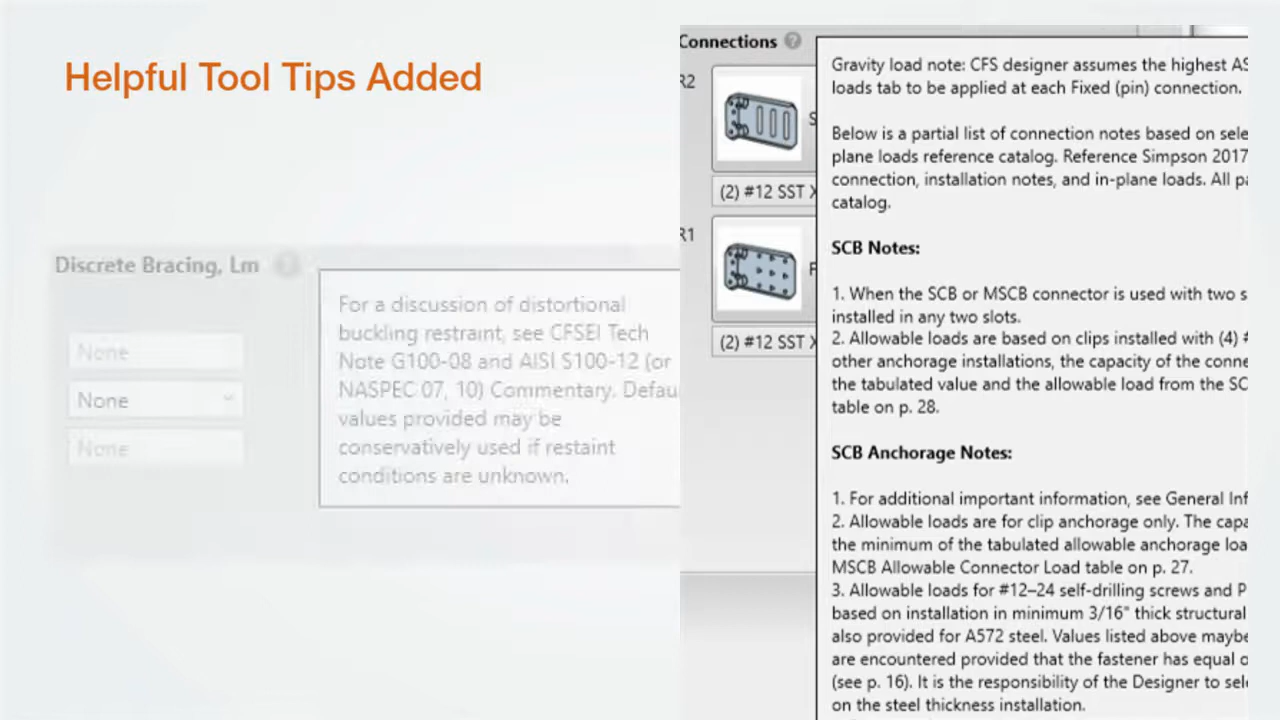 Helpful Tool Tips Added
Discrete Bracing, Lm
None
None
None
For a discussion of distortional
buckling restraint, see CFSEI Tech
Note G100-08 and AISI S100-12 (or
NASPEC 07, 10) Commentary. Defau
values provided may be
conservatively used if restaint
conditions are unknown.
Connections
R2
S
(2) #12 SST X
R1
F
(2) #12 SST X
Gravity load note: CFS designer assumes the highest AS
loads tab to be applied at each Fixed (pin) connection.
Below is a partial list of connection notes based on sele
plane loads reference catalog. Reference Simpson 2017
connection, installation notes, and in-plane loads. All pa
catalog.
SCB Notes:
1. When the SCB or MSCB connector is used with two s
installed in any two slots.
2. Allowable loads are based on clips installed with (4) #
other anchorage installations, the capacity of the conne
the tabulated value and the allowable load from the SC
table on p. 28.
SCB Anchorage Notes:
1. For additional important information, see General Inf
2. Allowable loads are for clip anchorage only. The capa
the minimum of the tabulated allowable anchorage loa
MSCB Allowable Connector Load table on p. 27.
3. Allowable loads for #12–24 self-drilling screws and P
based on installation in minimum 3/16" thick structural
also provided for A572 steel. Values listed above maybe
are encountered provided that the fastener has equal o
(see p. 16). It is the responsibility of the Designer to sele
on the steel thickness installation.